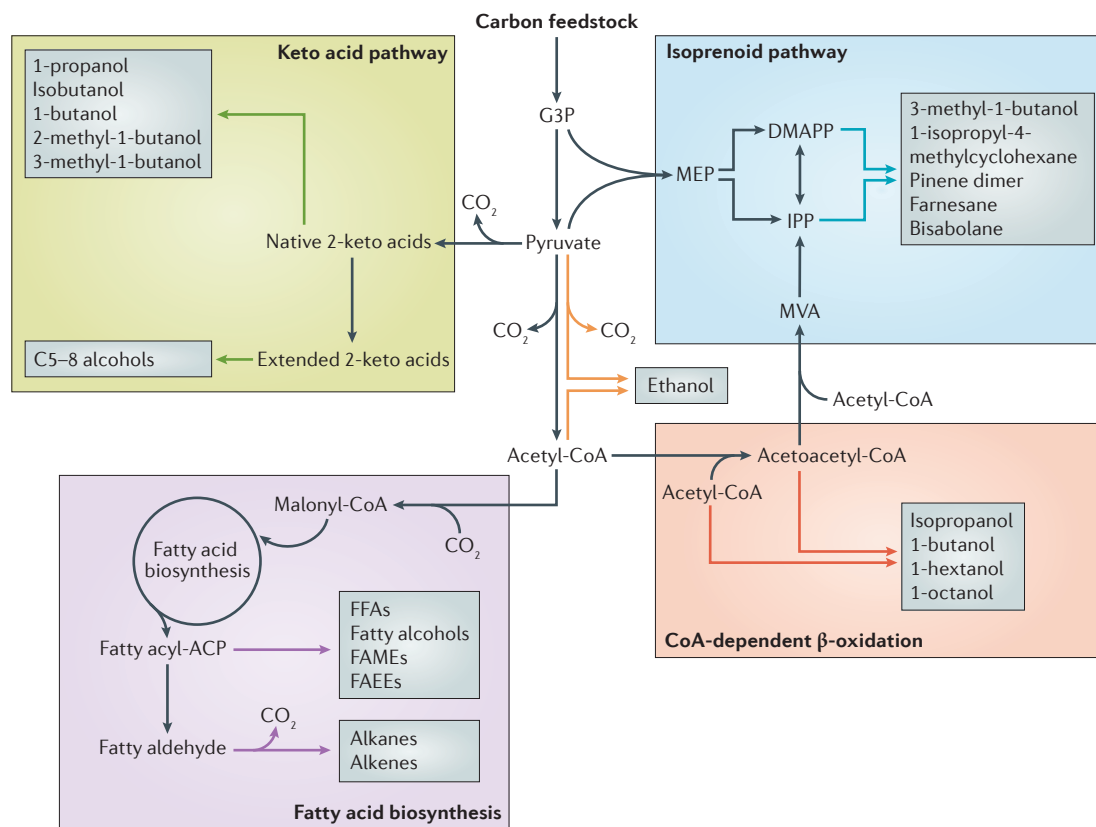 Carbon feedstock
Keto acid pathway
1-propanol
Isobutanol
1-butanol
2-methyl-1-butanol
3-methyl-1-butanol
CO2
Native 2-keto acids
C5–8 alcohols
Extended 2-keto acids
G3P
Pyruvate
CO2
CO2
Ethanol
Acetyl-CoA
Isoprenoid pathway
MEP
DMAPP
IPP
3-methyl-1-butanol
1-isopropyl-4-
methylcyclohexane
Pinene dimer
Farnesane
Bisabolane
MVA
Acetyl-CoA
Acetoacetyl-CoA
Acetyl-CoA
Isopropanol
1-butanol
1-hextanol
1-octanol
CoA-dependent β-oxidation
Malonyl-CoA
CO2
Fatty acid
biosynthesis
Fatty acyl-ACP
FFAs
Fatty alcohols
FAMEs
FAEEs
CO2
Fatty aldehyde
Alkanes
Alkenes
Fatty acid biosynthesis